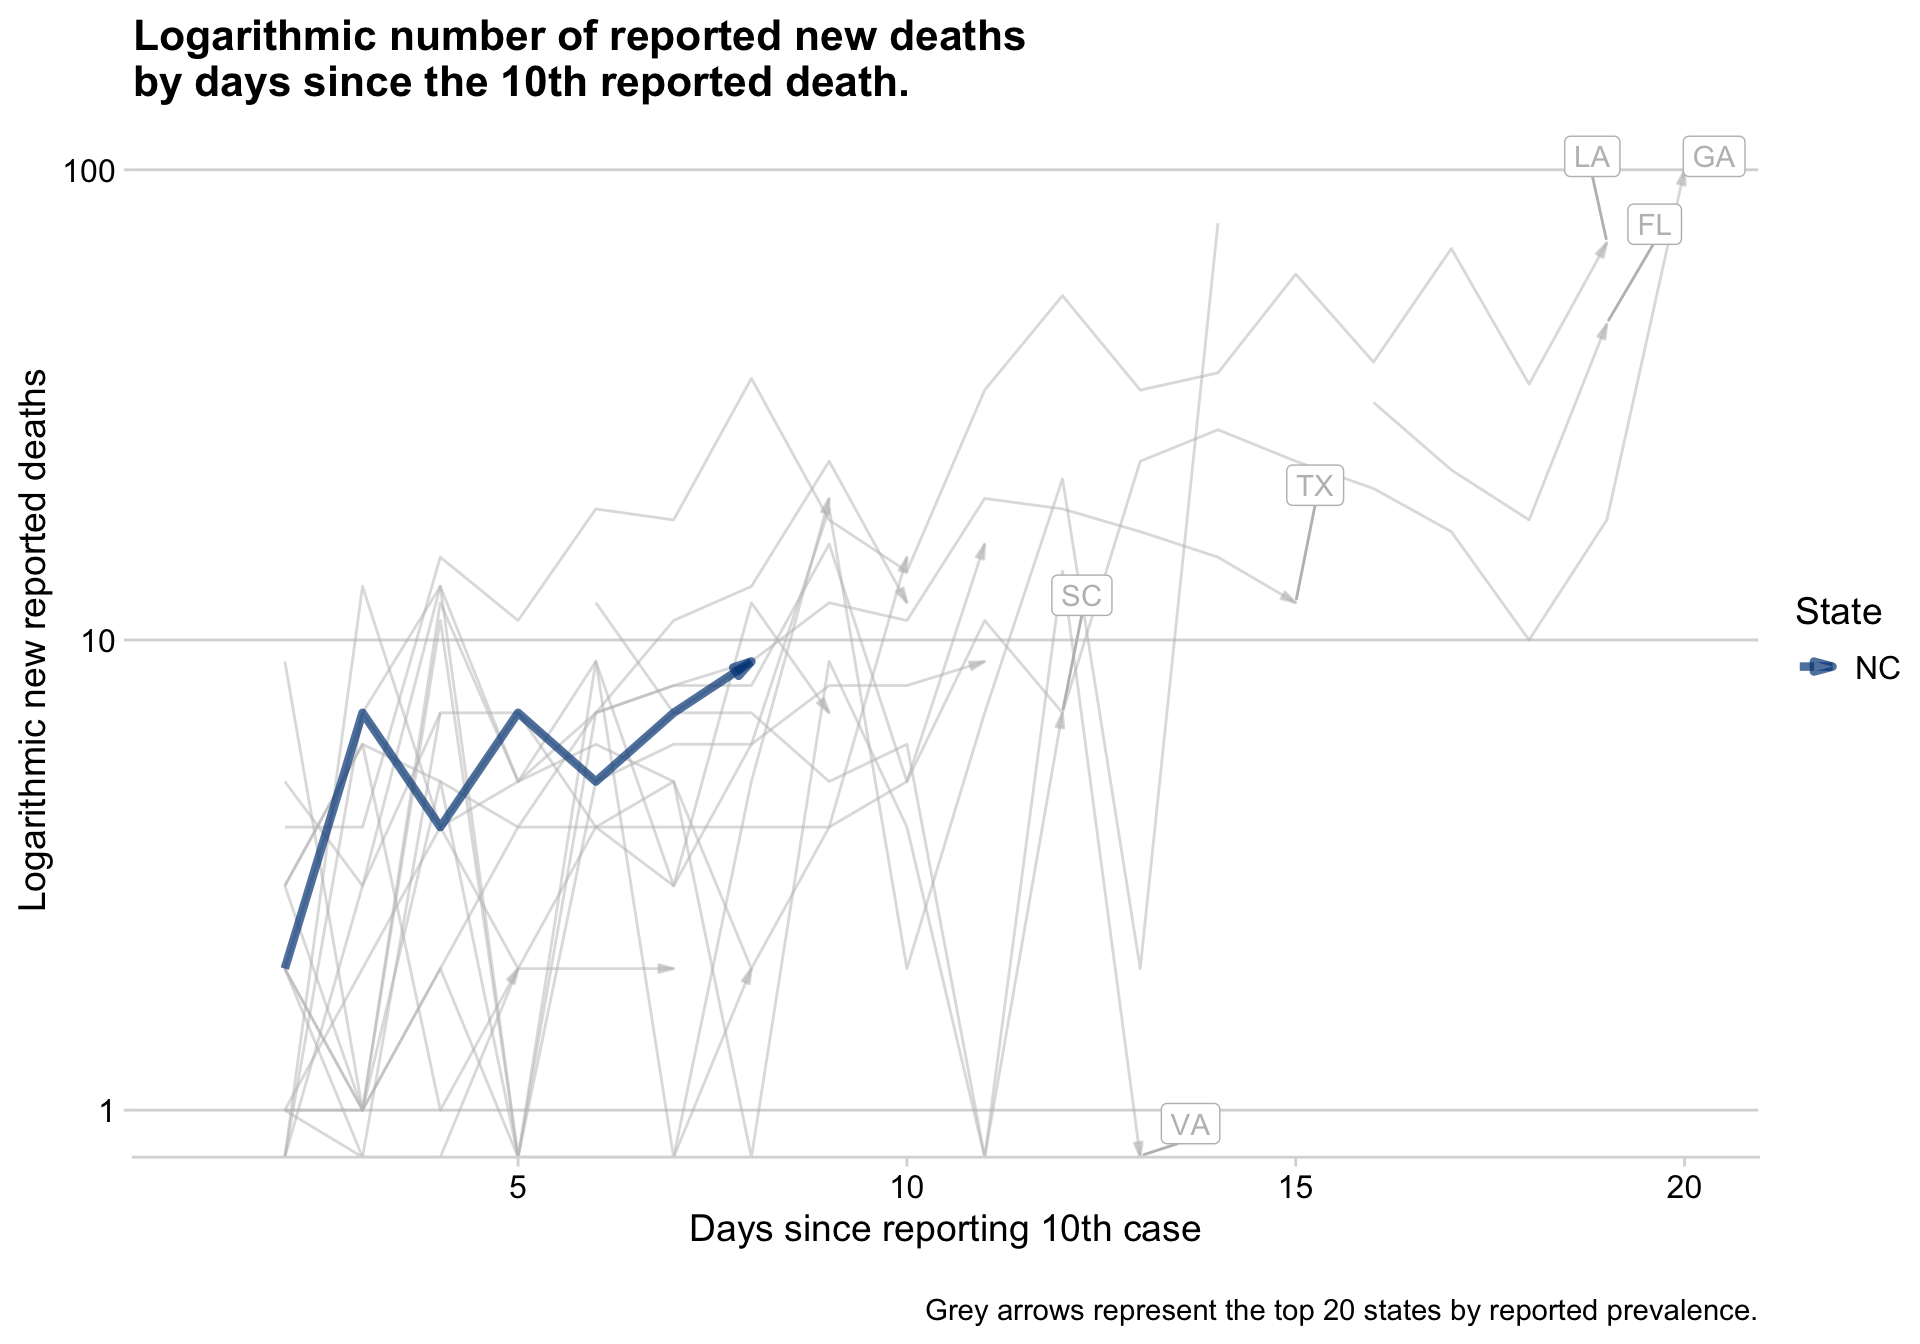 Logarithmic number of reported new deaths
by days since the 10th reported death.
100
10
1
Logarithmic new reported deaths
LA
GA
FL
TX
SC
VA
State
NC
5
10
15
20
Days since reporting 10th case
Grey arrows represent the top 20 states by reported prevalence.